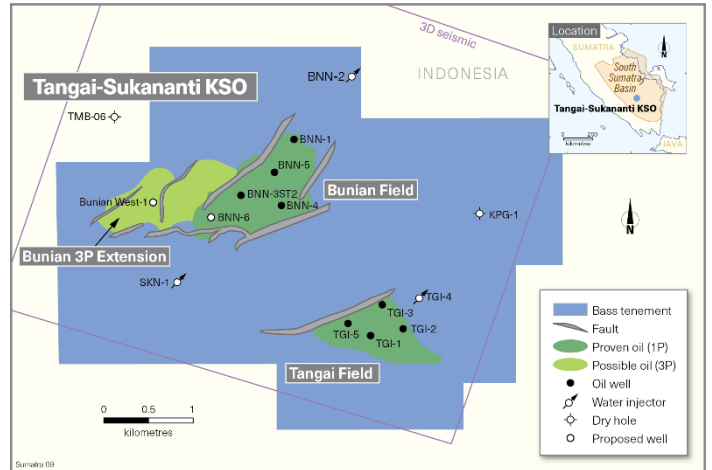 3D seismic
INDONESIA
BNN-2
Tangai-Sukananti KSO
TMB-06
BNN-1
BNN-5
BNN-3ST2
BNN-4
Bunian Field
Bunian West-1
BNN-6
KPG-1
N
Bunian 3P Extension
SKN-1
TGI-4
TGI-3
TGI-5
TGI-2
TGI-1
Tangai Field
0 0.5 1
kilometres
Sumatra 09
Location
SUMATRA
N
South
Sumatra
Basin
Tangai-Sukananti KSO
0 200
kilometres
JAVA
Bass tenement
Fault
Proven oil (1P)
Possible oil (3P)
Oil well
Water injector
Dry hole
Proposed well